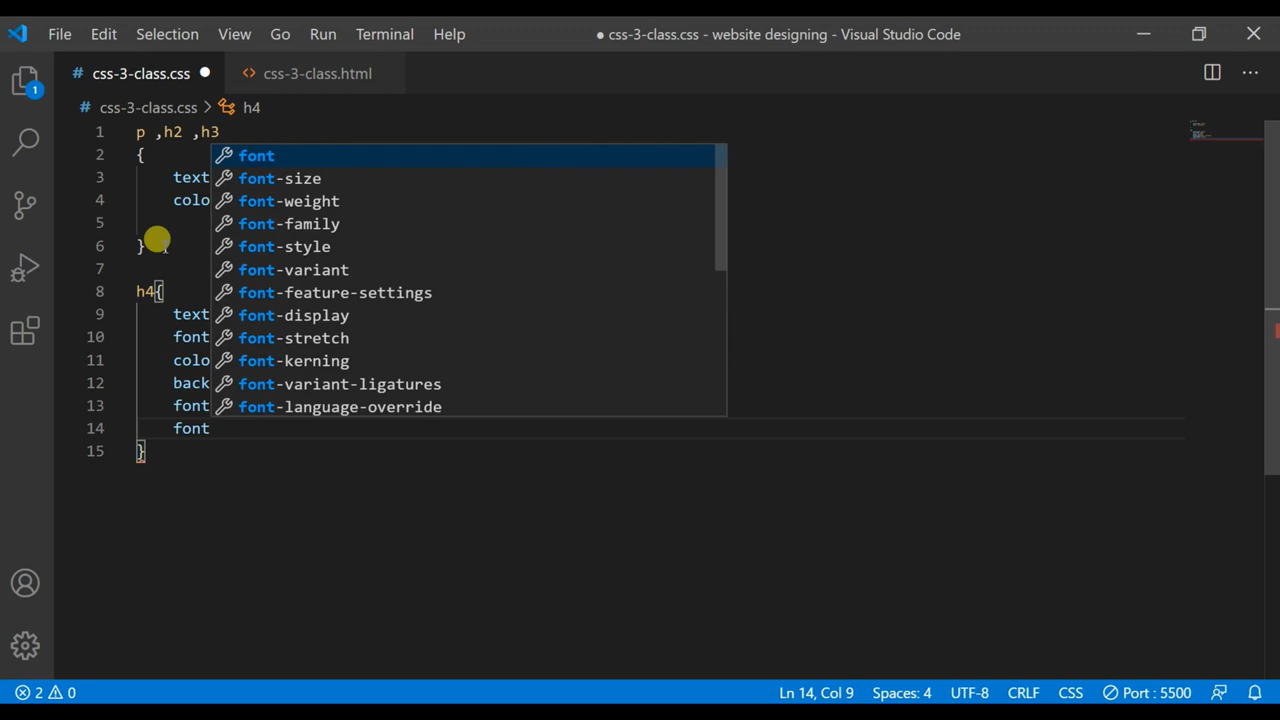 File Edit Selection View Go Run Terminal Help ● css-3-class.css - website designing - Visual Studio Code
1 # css-3-class.css ● <> css-3-class.html ...
# css-3-class.css > h4
1 p ,h2 ,h3
2 {
3 text
4 colo
5
6 }
7
8 h4{
9 text
10 font
11 colo
12 back
13 font
14 font
15 }
font
font-size
font-weight
font-family
font-style
font-variant
font-feature-settings
font-display
font-stretch
font-kerning
font-variant-ligatures
font-language-override
2 0 Ln 14, Col 9 Spaces: 4 UTF-8 CRLF CSS Port : 5500